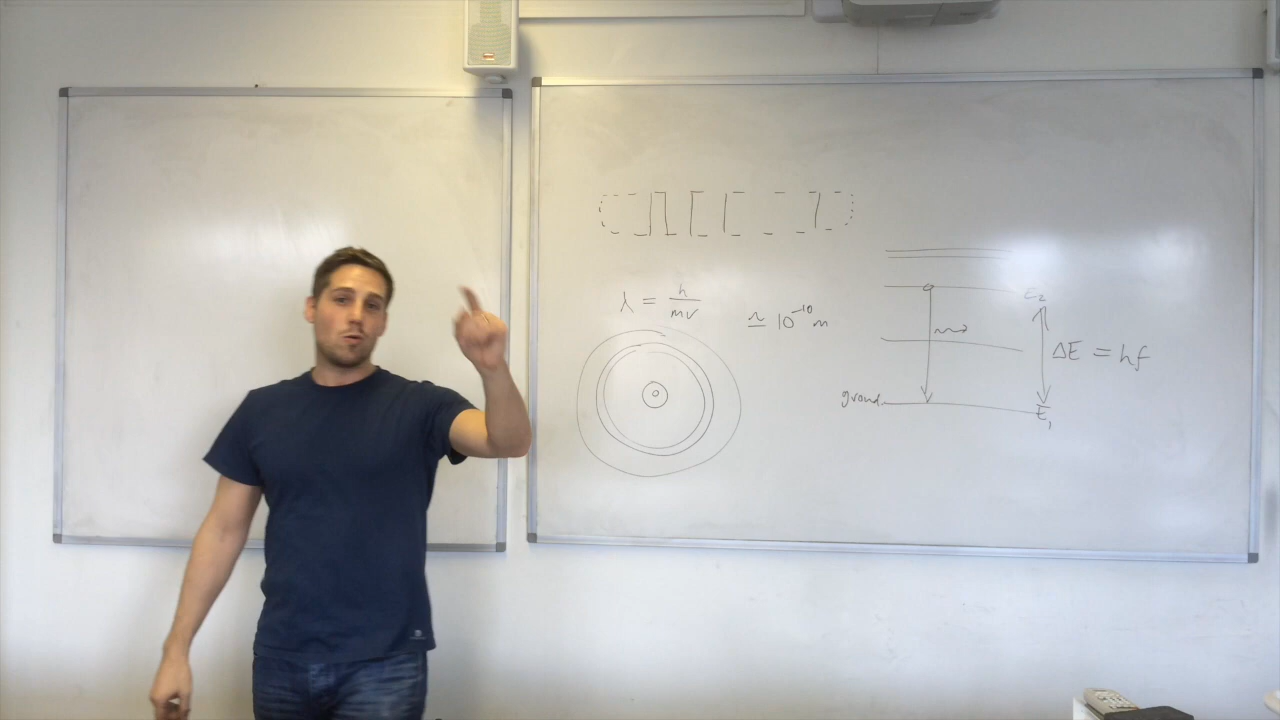 λ = h/mv
≃ 10⁻¹⁰ m
E₂
ΔE = hf
ground
E₁